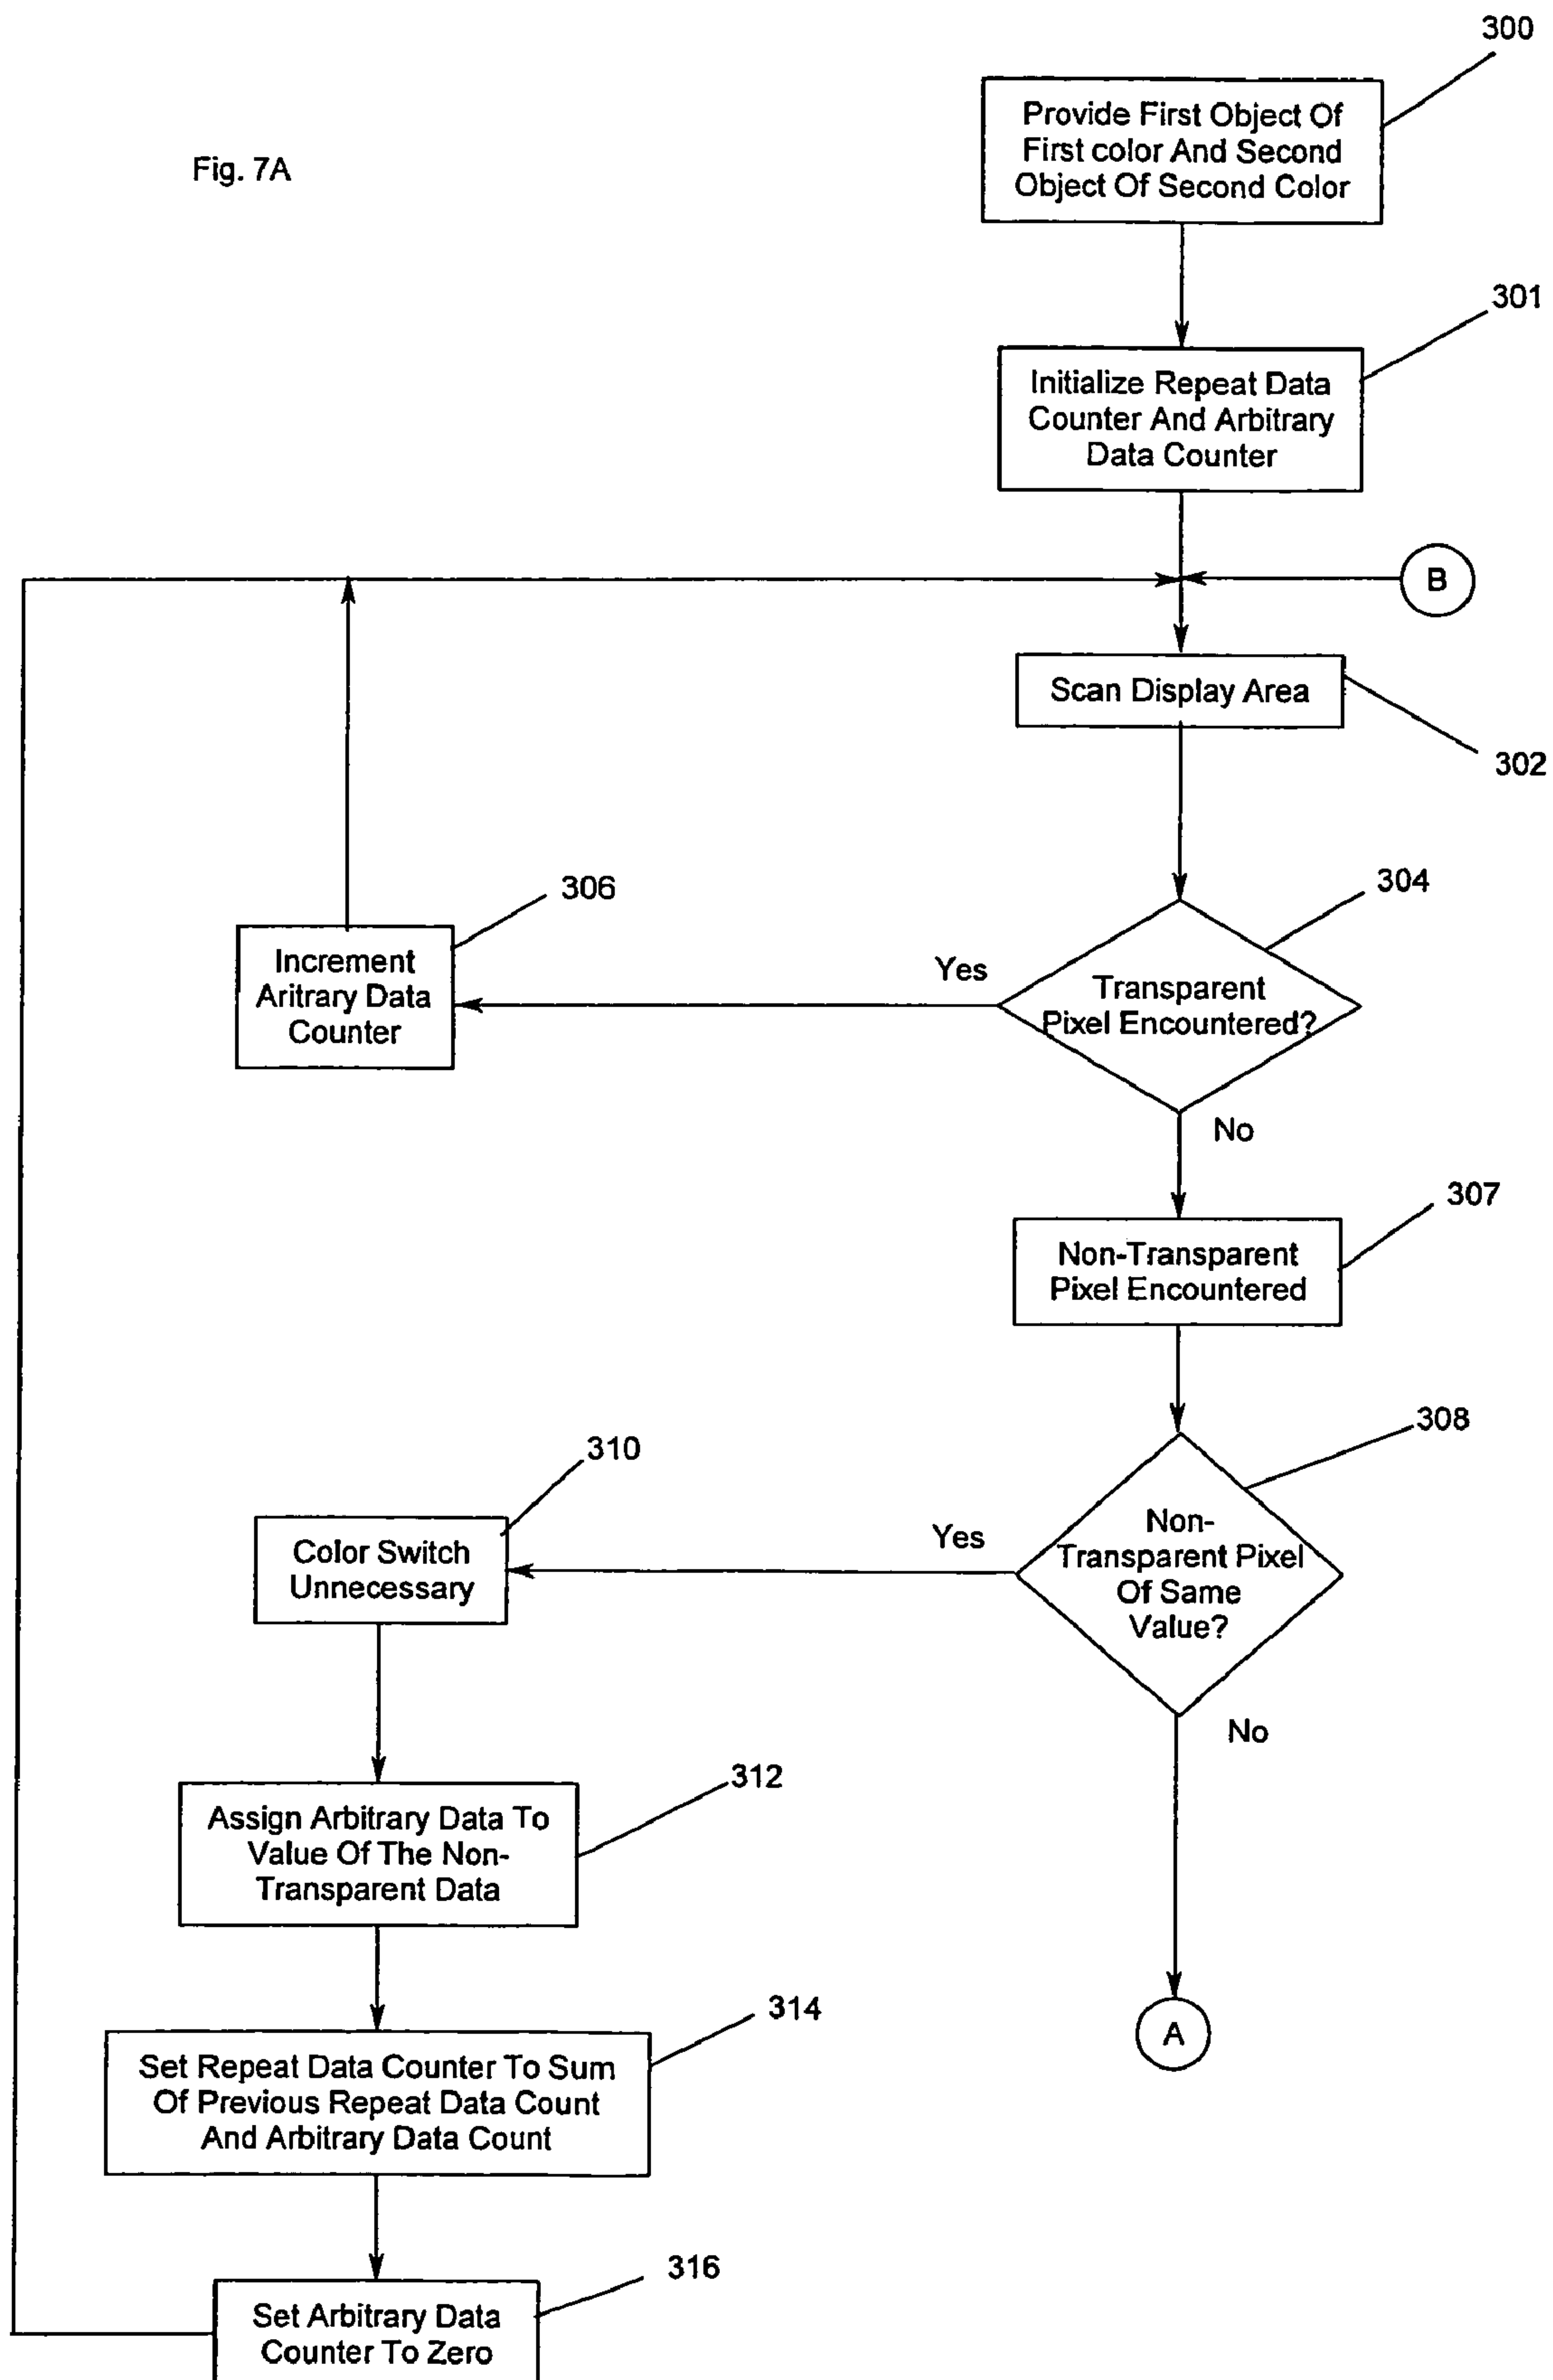 300
Provide First Object Of
First color And Second
Object Of Second Color
Fig. 7A
301
Initialize Repeat Data
Counter And Arbitrary
Data Counter
B
Scan Display Area
302
304
306
Increment
Aritrary Data
Counter
Yes
Transparent
Pixel Encountered?
No
307
Non-Transparent
Pixel Encountered
308
310
Color Switch
Unnecessary
Yes
Non-
Transparent Pixel
Of Same
Value?
No
312
Assign Arbitrary Data To
Value Of The Non-
Transparent Data
314
Set Repeat Data Counter To Sum
Of Previous Repeat Data Count
And Arbitrary Data Count
A
316
Set Arbitrary Data
Counter To Zero